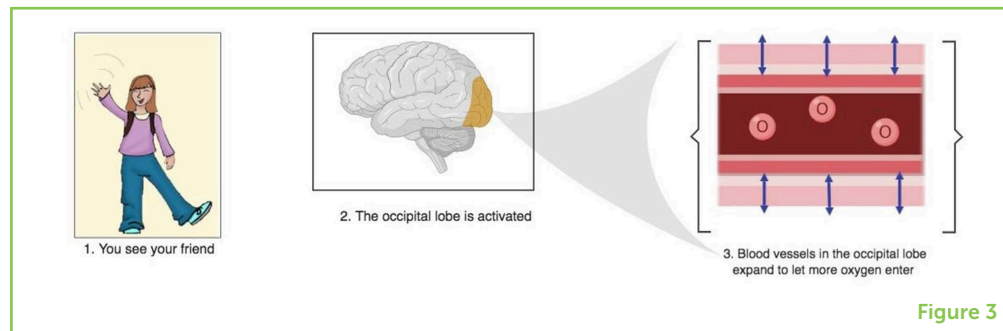 1. You see your friend
2. The occipital lobe is activated
O
O
O
3. Blood vessels in the occipital lobe
expand to let more oxygen enter
Figure 3